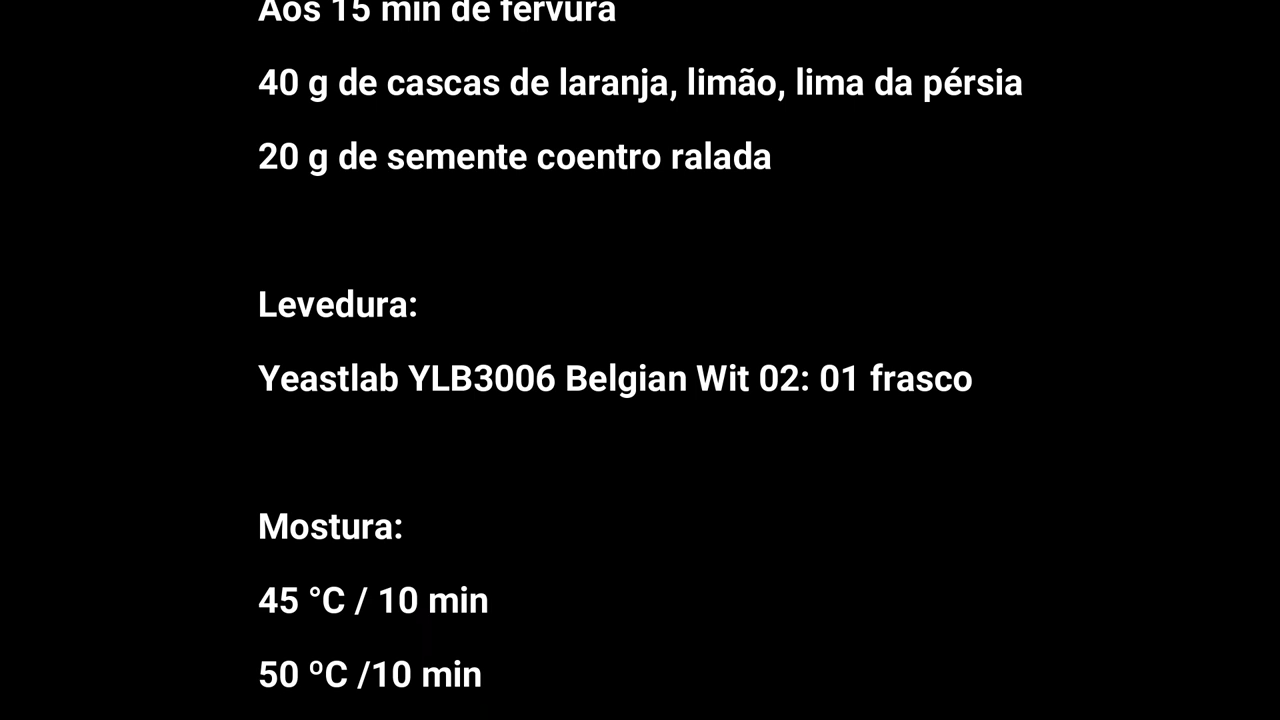 Aos 15 min de fervura
40 g de cascas de laranja, limão, lima da pérsia
20 g de semente coentro ralada
Levedura:
Yeastlab YLB3006 Belgian Wit 02: 01 frasco
Mostura:
45 °C / 10 min
50 ºC /10 min